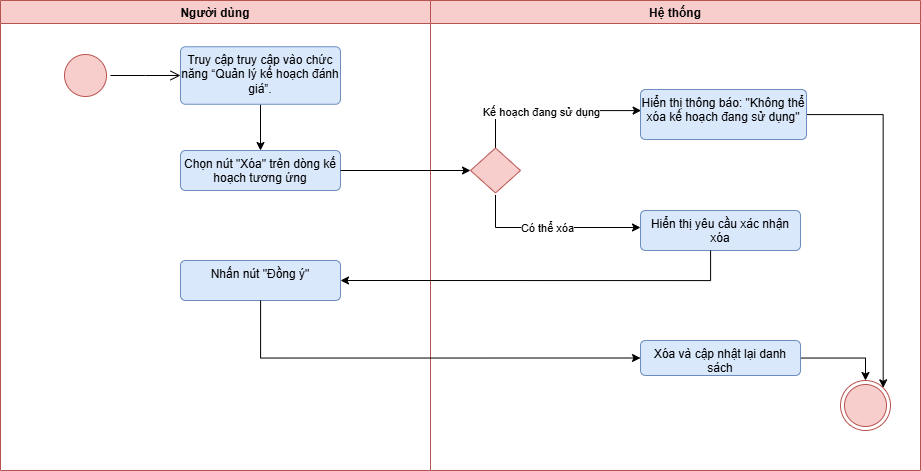 Người dùng
Hệ thống
Truy cập truy cập vào chức
năng “Quản lý kế hoạch đánh
giá”.
Kế hoạch đang sử dụng
Hiển thị thông báo: "Không thể
xóa kế hoạch đang sử dụng"
Chọn nút "Xóa" trên dòng kế
hoạch tương ứng
Có thể xóa
Hiển thị yêu cầu xác nhận
xóa
Nhấn nút "Đồng ý"
Xóa và cập nhật lại danh
sách